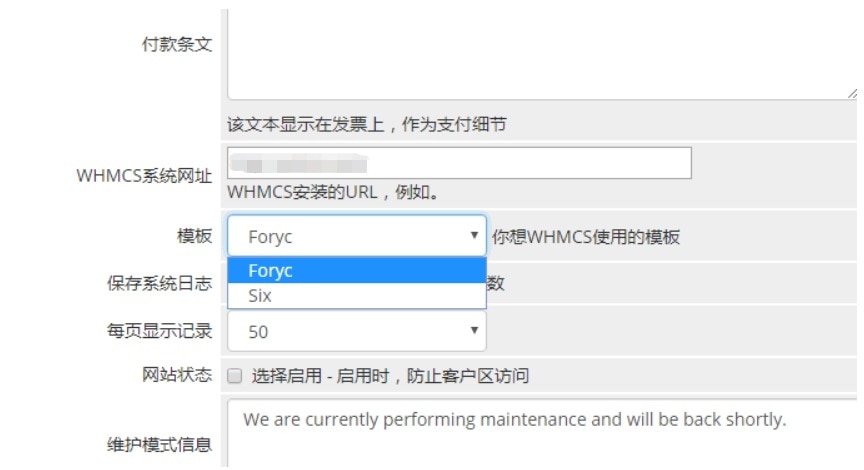 付款条文
该文本显示在发票上，作为支付细节
WHMCS系统网址
WHMCS安装的URL，例如。
模板 Foryc 你想WHMCS使用的模板
Foryc
保存系统日志 数
Six
每页显示记录 50
网站状态 选择启用 - 启用时，防止客户区访问
We are currently performing maintenance and will be back shortly.
维护模式信息